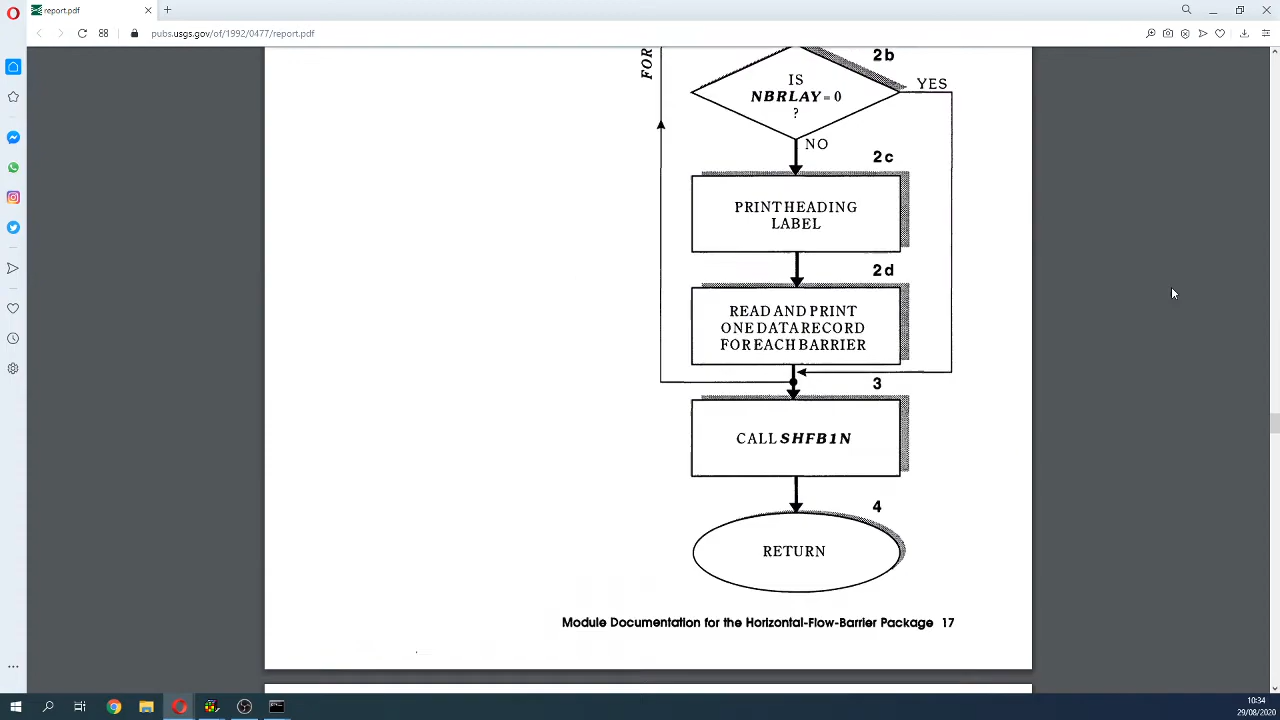 report.pdf
pubs.usgs.gov/of/1992/0477/report.pdf
FOR
2b
IS
NBRLAY = 0
?
YES
NO
2c
PRINT HEADING
LABEL
2d
READ AND PRINT
ONE DATA RECORD
FOR EACH BARRIER
3
CALL SHFB1N
4
RETURN
Module Documentation for the Horizontal-Flow-Barrier Package 17
10:34
29/08/2020